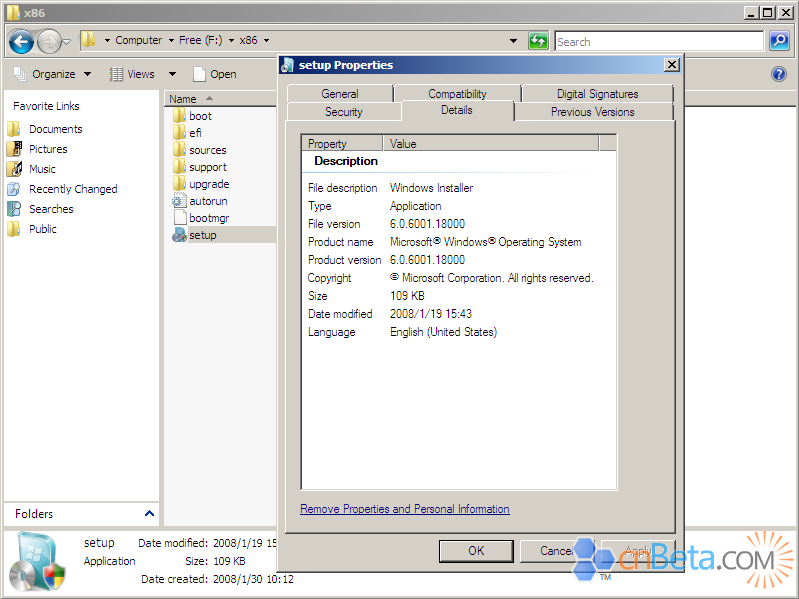 x86
Computer Free (F:) x86
Search
Organize Views Open
Favorite Links
Documents
Pictures
Music
Recently Changed
Searches
Public
Folders
Name
boot
efi
sources
support
upgrade
autorun
bootmgr
setup
setup Properties
General Compatibility Digital Signatures
Security Details Previous Versions
Property Value
Description
File description Windows Installer
Type Application
File version 6.0.6001.18000
Product name Microsoft® Windows® Operating System
Product version 6.0.6001.18000
Copyright © Microsoft Corporation. All rights reserved.
Size 109 KB
Date modified 2008/1/19 15:43
Language English (United States)
Remove Properties and Personal Information
OK Cancel Apply
setup Date modified: 2008/1/19 15
Application Size: 109 KB
Date created: 2008/1/30 10:12
cnBeta.COM
TM